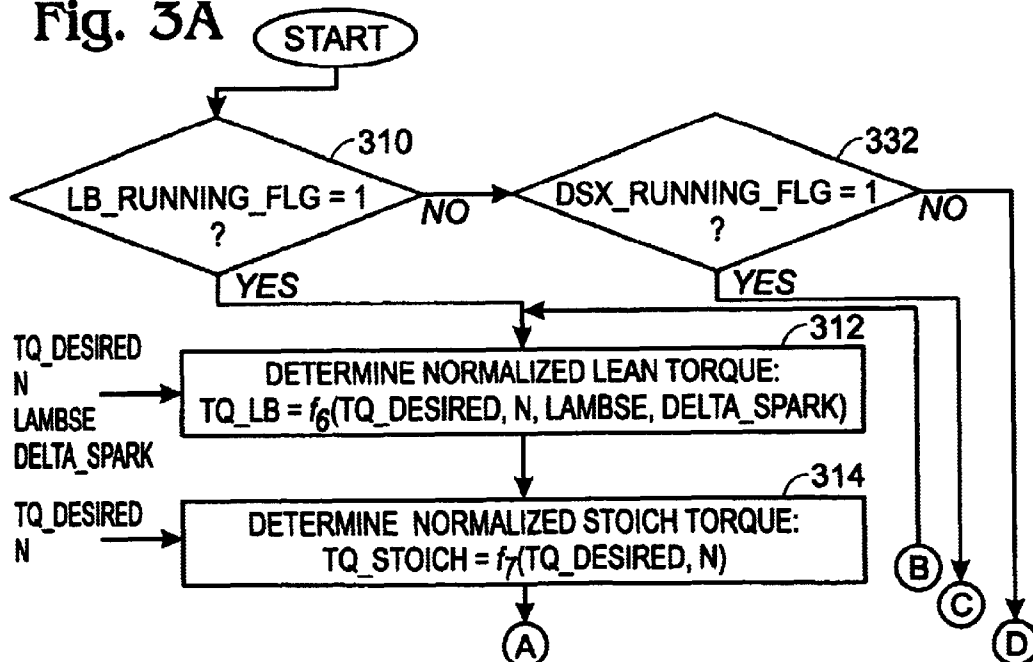 Fig. 3A
START
310
LB_RUNNING_FLG = 1
?
NO
YES
332
DSX_RUNNING_FLG = 1
?
NO
YES
312
TQ_DESIRED
N
LAMBSE
DELTA_SPARK
DETERMINE NORMALIZED LEAN TORQUE:
TQ_LB = f6(TQ_DESIRED, N, LAMBSE, DELTA_SPARK)
314
TQ_DESIRED
N
DETERMINE NORMALIZED STOICH TORQUE:
TQ_STOICH = f7(TQ_DESIRED, N)
B
C
D
A